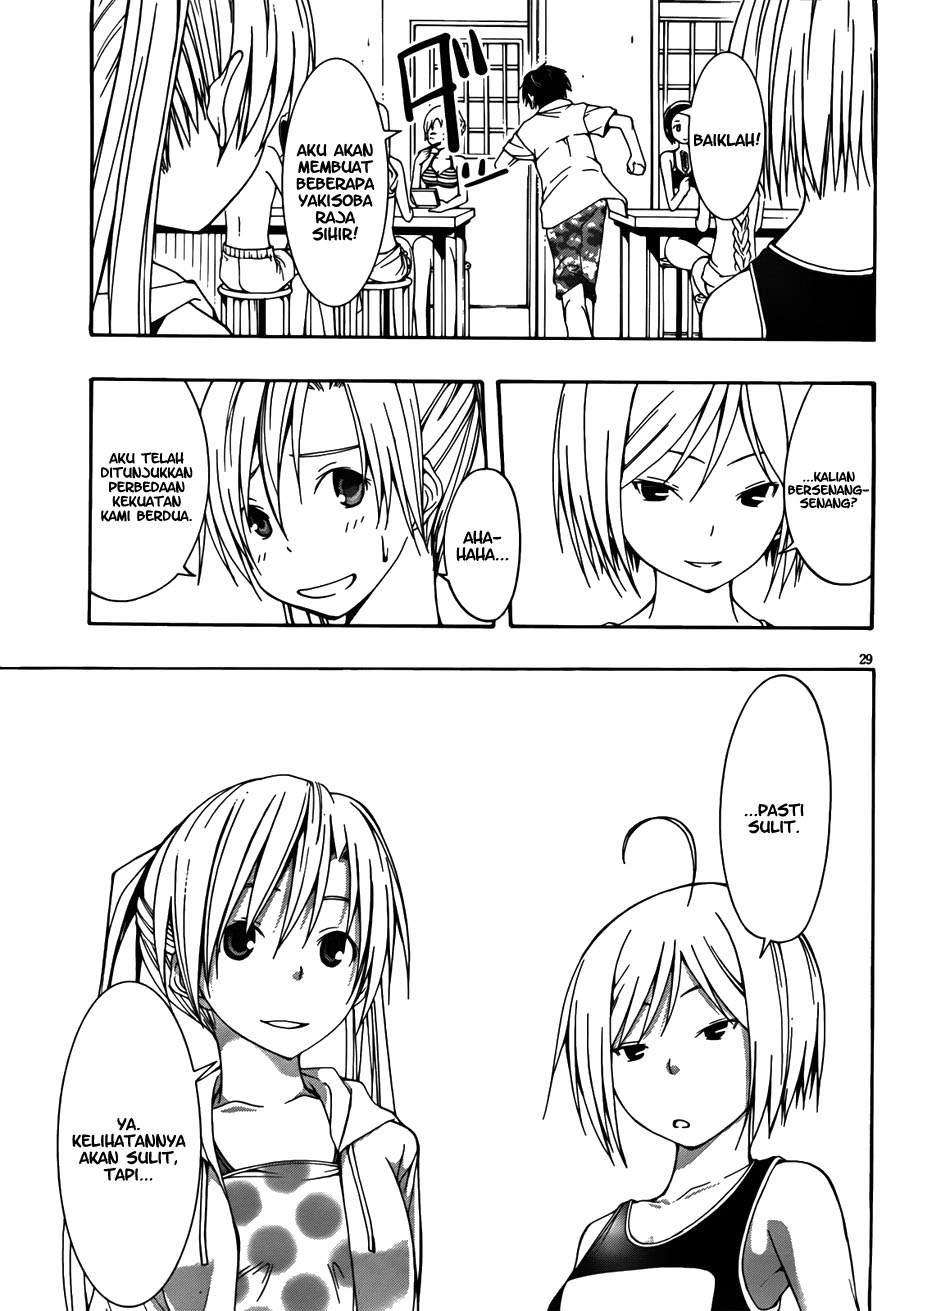 BAIKLAH!
AKU AKAN
MEMBUAT
BEBERAPA
YAKISOBA
RAJA
SIHIR!
...KALIAN
BERSENANG-
SENANG?
AHA-
HAHA...
AKU TELAH
DITUNJUKKAN
PERBEDAAN
KEKUATAN
KAMI BERDUA.
29
...PASTI
SULIT.
YA.
KELIHATANNYA
AKAN SULIT,
TAPI...